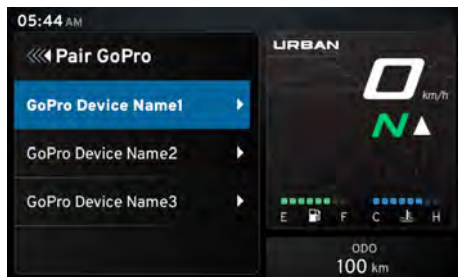 05:44 AM
Pair GoPro
GoPro Device Name1
GoPro Device Name2
GoPro Device Name3
URBAN
0 km/h
N
E F C H
ODO
100 km